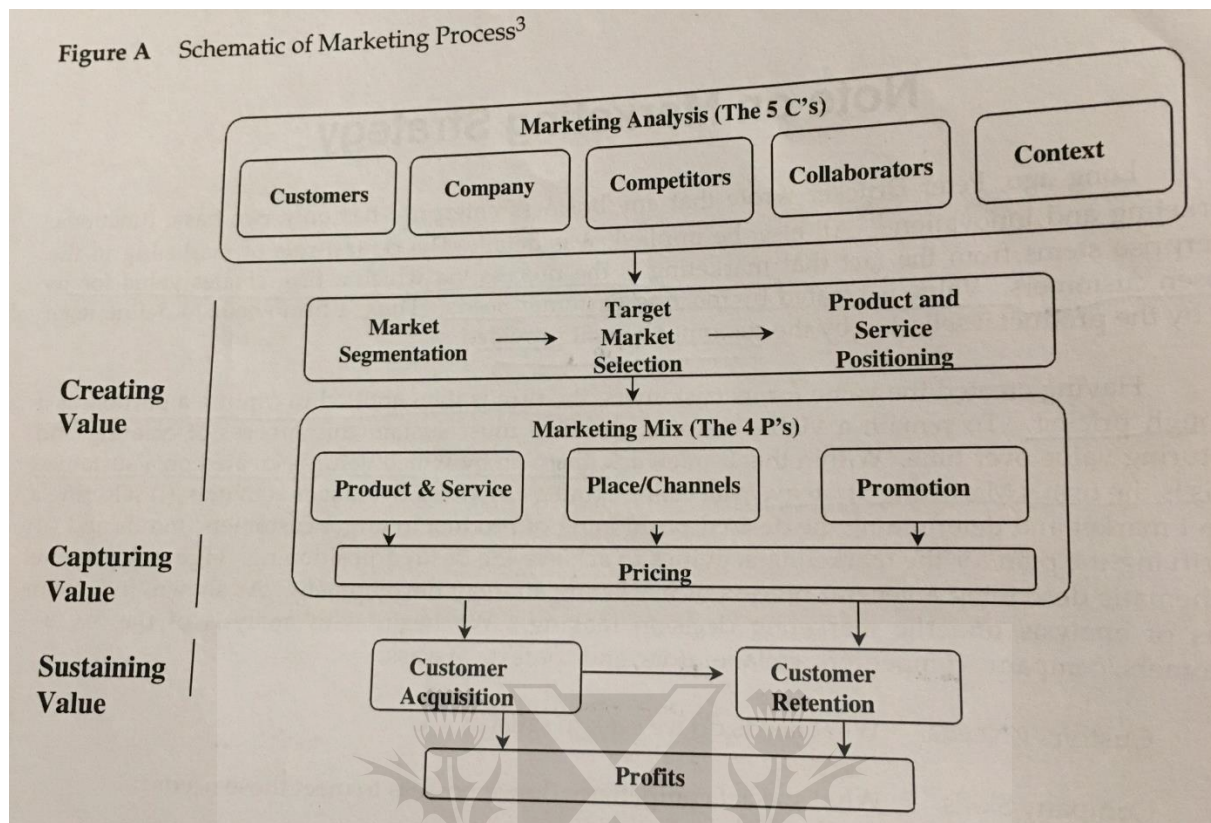 Figure A Schematic of Marketing Process3
Marketing Analysis (The 5 C's)
Customers
Company
Competitors
Collaborators
Context
Creating
Value
Market
Segmentation
Target
Market
Selection
Product and
Service
Positioning
Marketing Mix (The 4 P's)
Product & Service
Place/Channels
Promotion
Capturing
Value
Pricing
Sustaining
Value
Customer
Acquisition
Customer
Retention
Profits